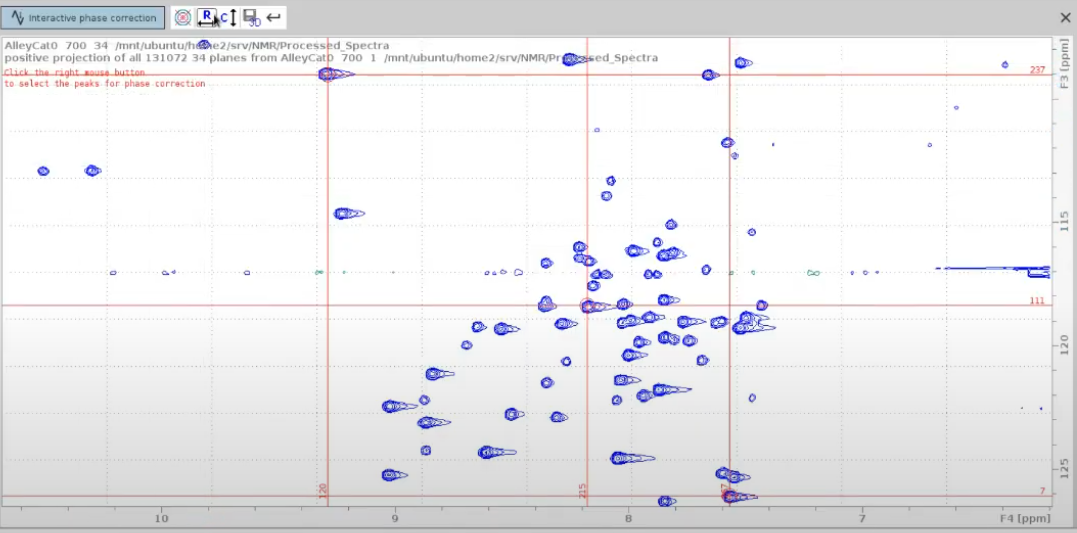 Interactive phase correction
R
C
3D
AlleyCat0 700 34 /mnt/ubuntu/home2/srv/NMR/Processed_Spectra
positive projection of all 131072 34 planes from AlleyCat0 700 1 /mnt/ubuntu/home2/srv/NMR/Processed_Spectra
Click the right mouse button
to select the peaks for phase correction
237
F3 [ppm]
115
111
120
125
120
215
7
10
9
8
7
F4 [ppm]